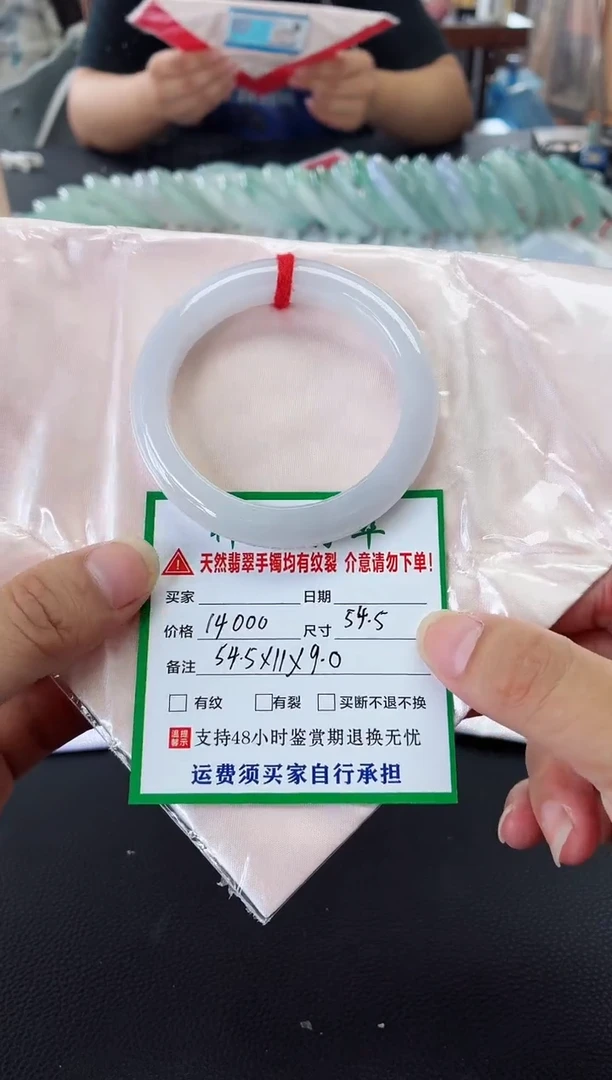 天然翡翠手镯均有纹裂 介意请勿下单!
买家 日期
价格 14000 尺寸 54.5
备注 54.5X11X9.0
有纹 有裂 买断不退不换
温馨提示 支持48小时鉴赏期退换无忧
运费须买家自行承担